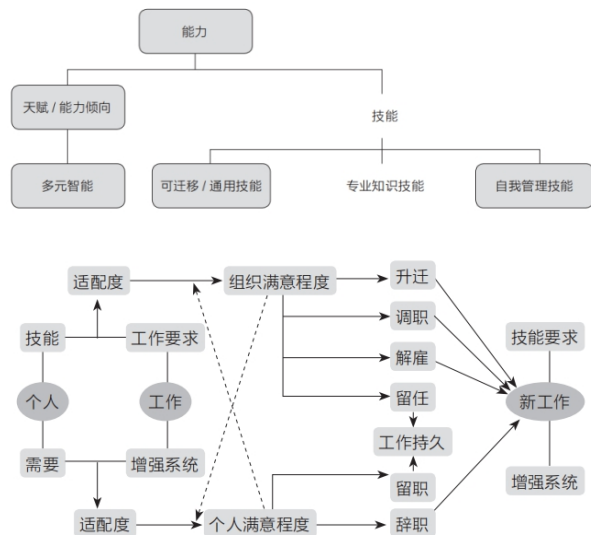 能力
天赋 / 能力倾向
技能
多元智能
可迁移 / 通用技能
专业知识技能
自我管理技能
适配度
组织满意程度
升迁
调职
技能
工作要求
技能要求
解雇
个人
工作
留任
新工作
工作持久
需要
增强系统
留职
增强系统
适配度
个人满意程度
辞职